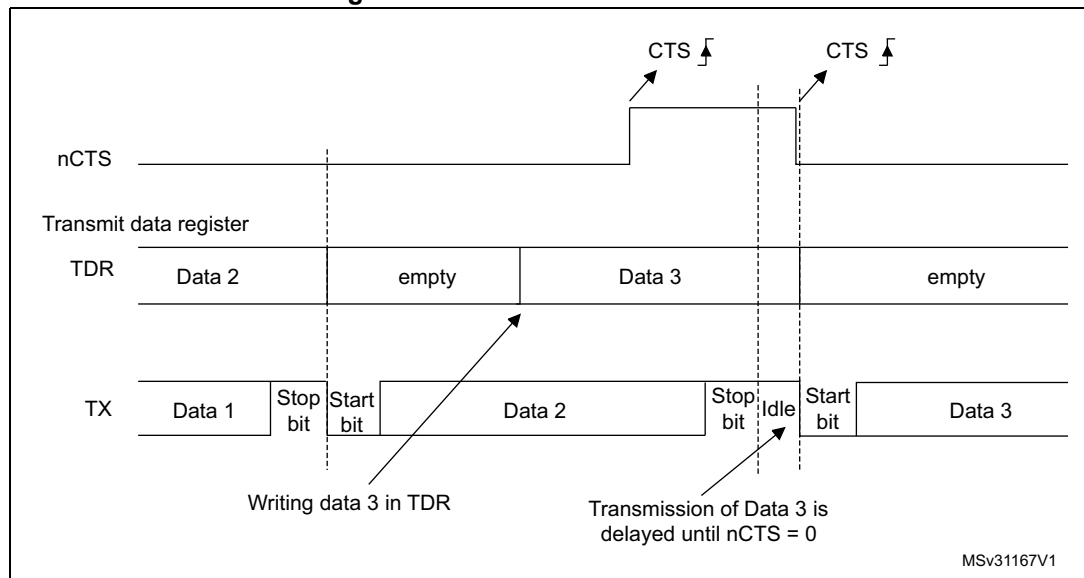 CTS CTS
nCTS
Transmit data register
TDR Data 2 empty Data 3 empty
TX Data 1 Stop bit Start bit Data 2 Stop bit Idle Start bit Data 3
Writing data 3 in TDR
Transmission of Data 3 is
delayed until nCTS = 0
MSv31167V1